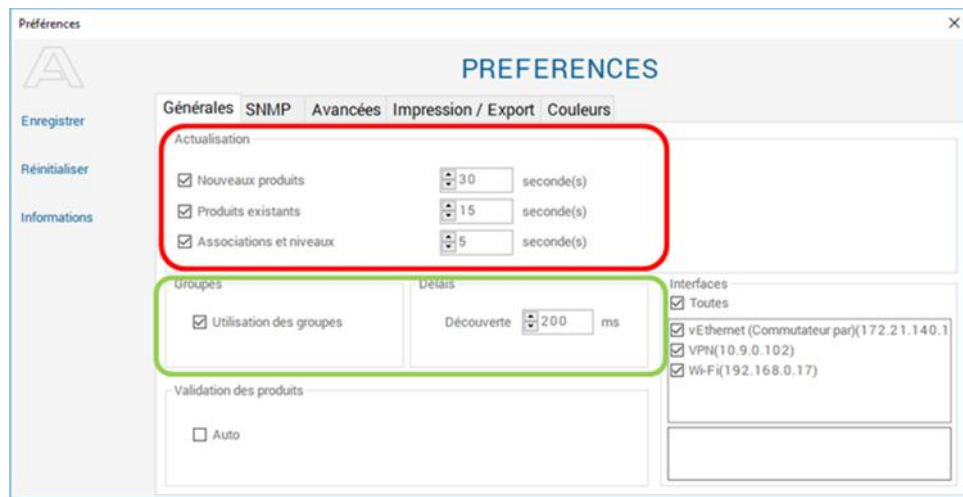 Préférences
PREFERENCES
Enregistrer
Réinitialiser
Informations
Générales SNMP Avancées Impression / Export Couleurs
Actualisation
Nouveaux produits 30 seconde(s)
Produits existants 15 seconde(s)
Associations et niveaux 5 seconde(s)
Groupes
Utilisation des groupes
Délais
Découverte 200 ms
Interfaces
Toutes
vEthernet (Commutateur par)(172.21.140.1
VPN(10.9.0.102)
Wi-Fi(192.168.0.17)
Validation des produits
Auto